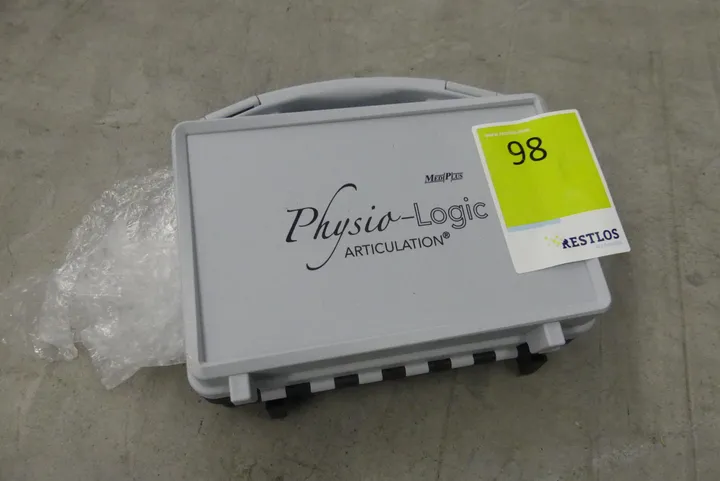 MEDIPLUS
Physio-Logic
ARTICULATION®
98
RESTLOS